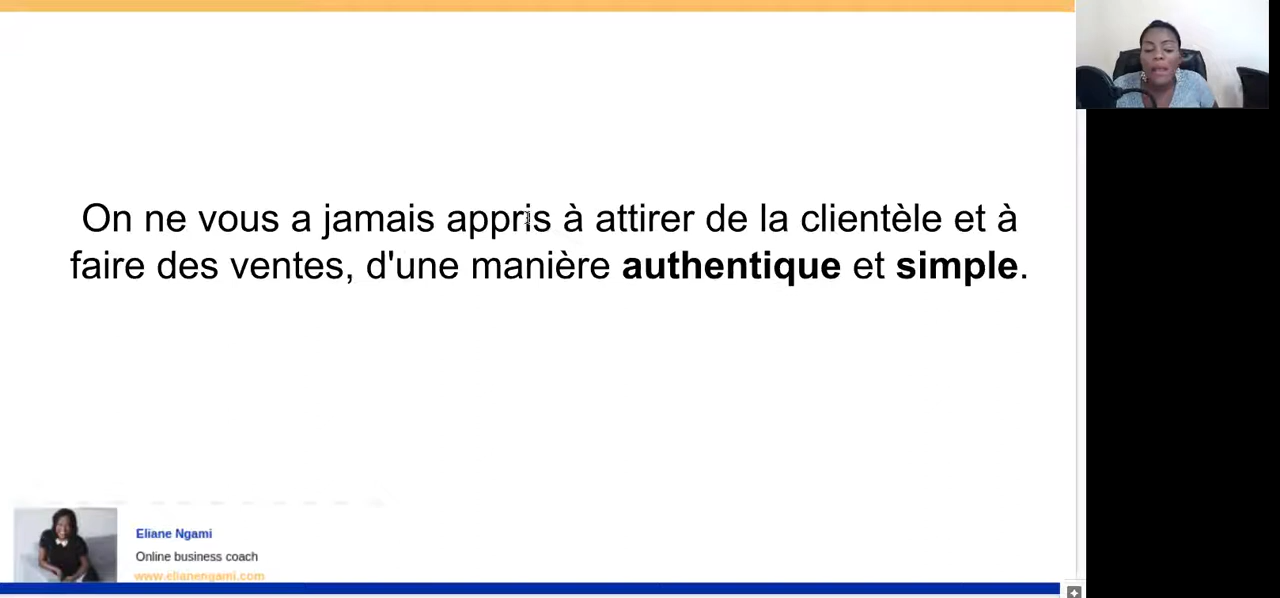 On ne vous a jamais appris à attirer de la clientèle et à
faire des ventes, d'une manière authentique et simple.
Eliane Ngami
Online business coach
www.elianengami.com